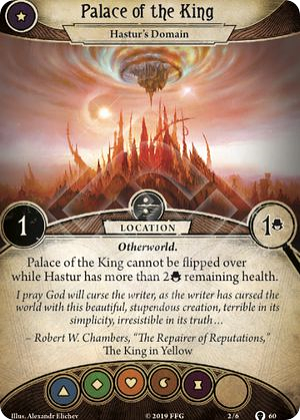 Palace of the King
Hastur's Domain
1
LOCATION
1
Otherworld.
Palace of the King cannot be flipped over
while Hastur has more than 2 remaining health.
I pray God will curse the writer, as the writer has cursed the
world with this beautiful, stupendous creation, terrible in its
simplicity, irresistible in its truth…
– Robert W. Chambers, “The Repairer of Reputations,”
The King in Yellow
Illus. Alexandr Elichev
© 2019 FFG
2/6
60